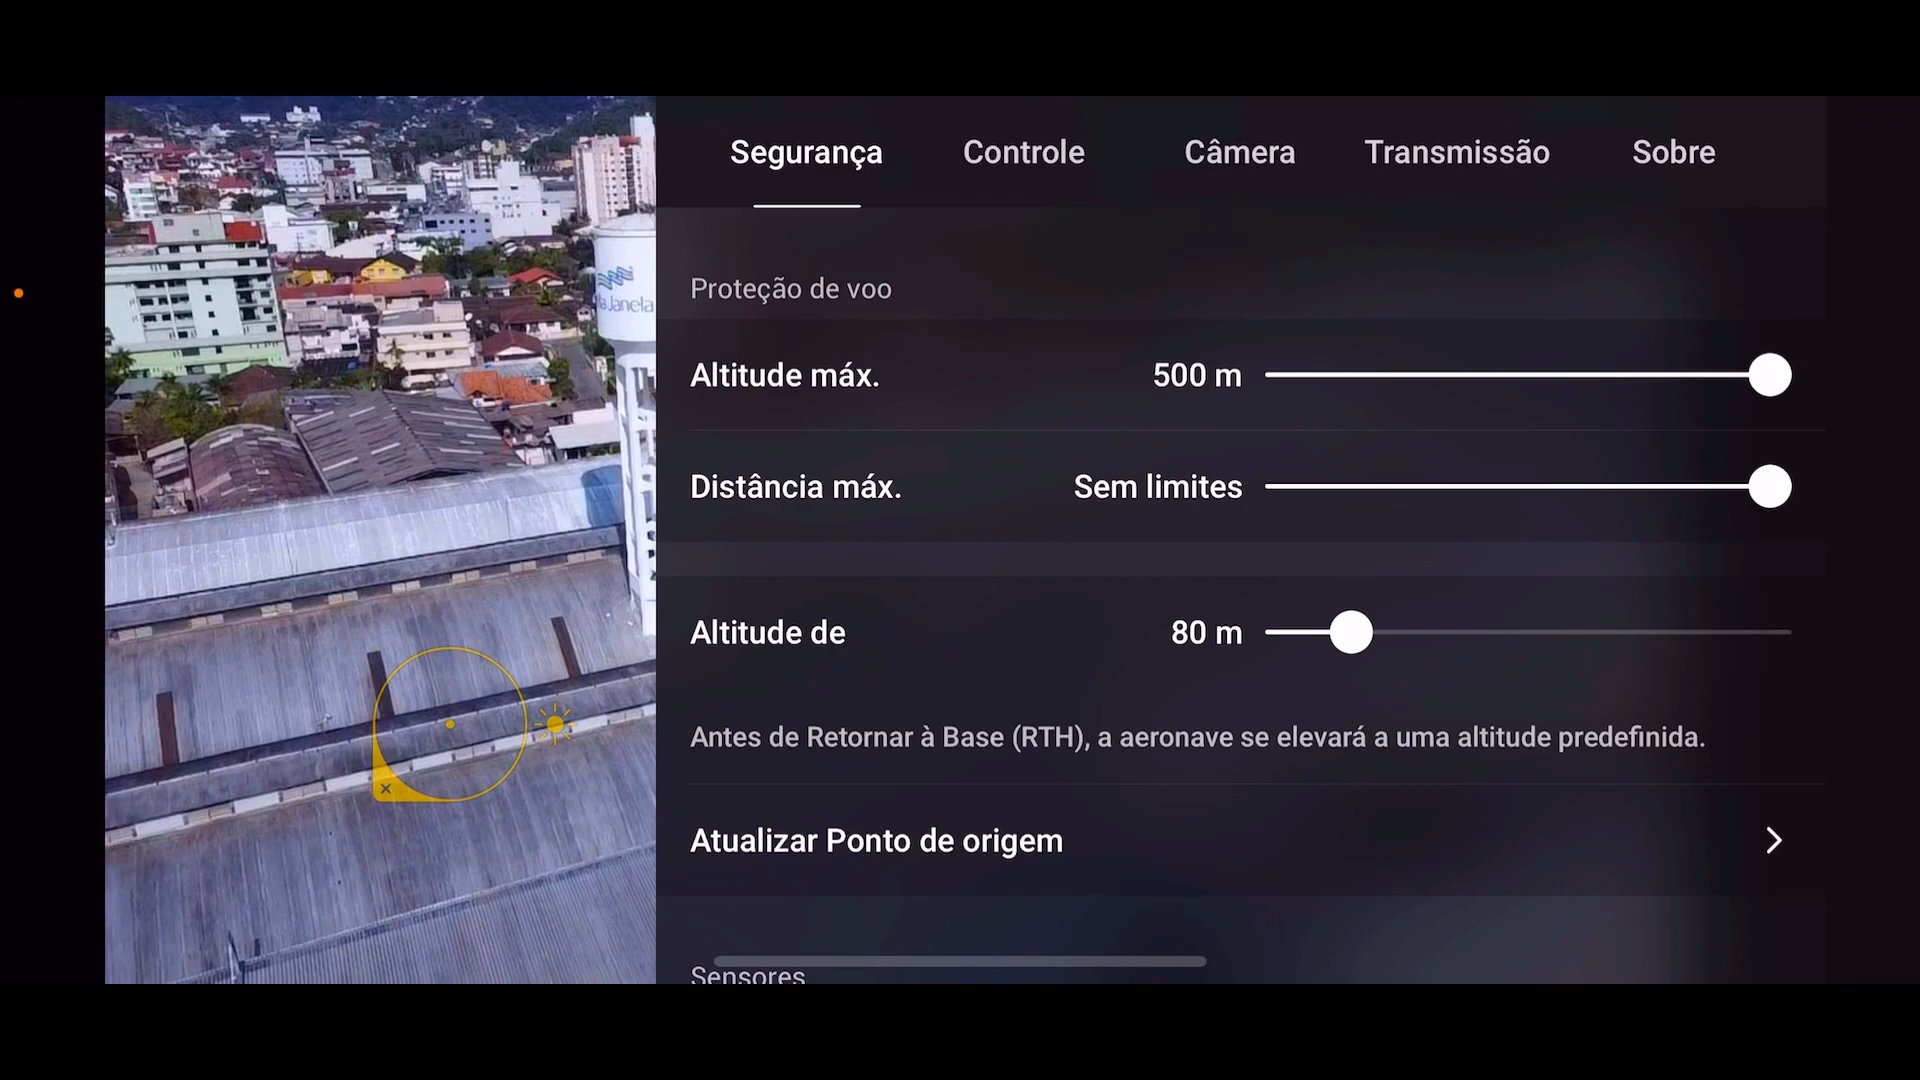 Segurança Controle Câmera Transmissão Sobre
Proteção de voo
Altitude máx. 500 m
Distância máx. Sem limites
Altitude de 80 m
Antes de Retornar à Base (RTH), a aeronave se elevará a uma altitude predefinida.
Atualizar Ponto de origem
Sensores
Janela